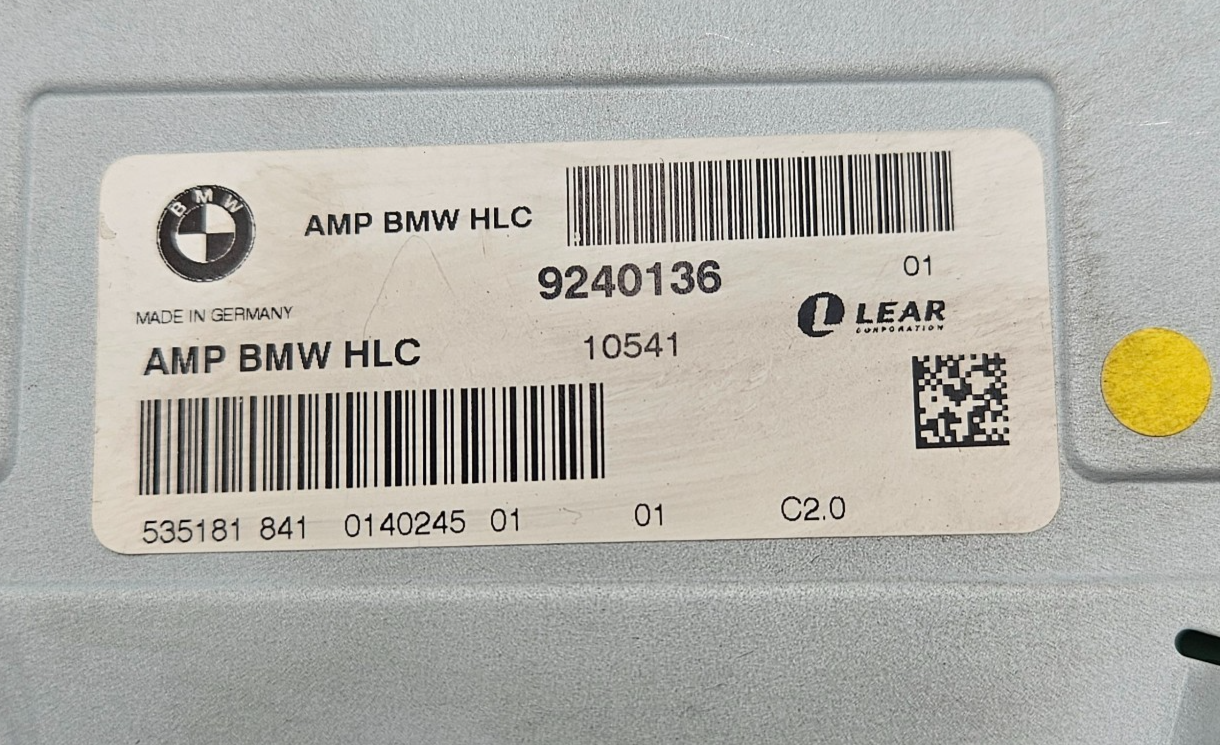 BMW
AMP BMW HLC
9240136
01
MADE IN GERMANY
LEAR
CORPORATION
AMP BMW HLC
10541
535181 841 0140245 01
01
C2.0